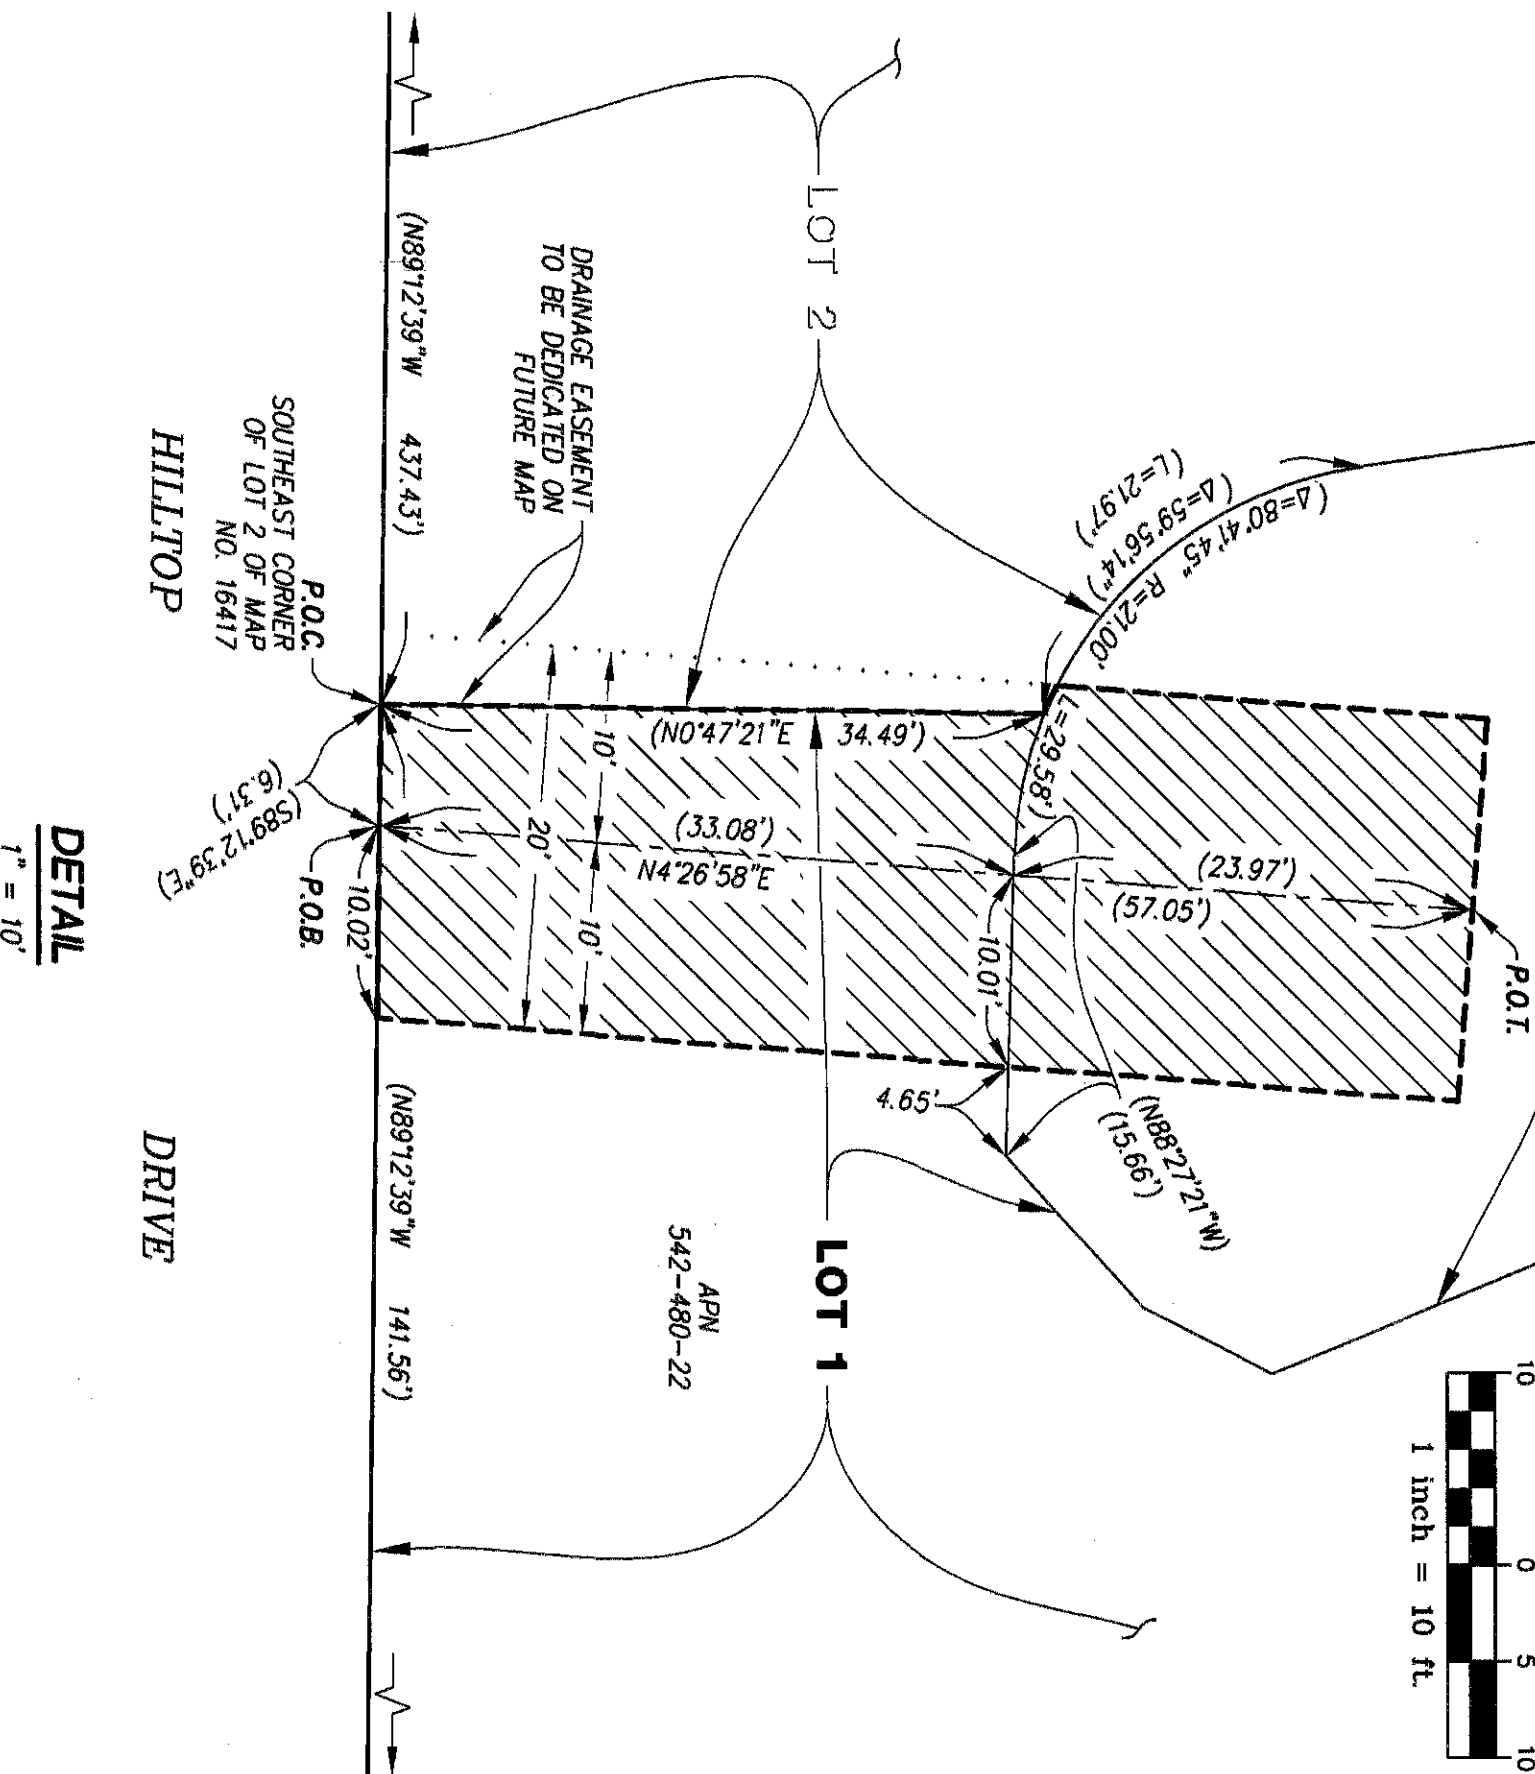 LOT 2
(Δ=80°41'45" R=21.00'
(Δ=59°56'14")
(L=21.97')
L=29.58')
P.O.T.
(23.97')
(57.05')
(N88°27'21"W)
(15.66')
10.01'
4.65'
(N0°47'21"E 34.49')
(33.08')
N4°26'58"E
10'
10'
20'
DRAINAGE EASEMENT
TO BE DEDICATED ON
FUTURE MAP
LOT 1
APN
542-480-22
(N89°12'39"W 437.43')
(N89°12'39"W 141.56')
10.02'
P.O.C.
SOUTHEAST CORNER
OF LOT 2 OF MAP
NO. 16417
(S89°12'39"E)
(6.31')
P.O.B.
HILLTOP DRIVE
DETAIL
1" = 10'
10 0 5 10
1 inch = 10 ft.